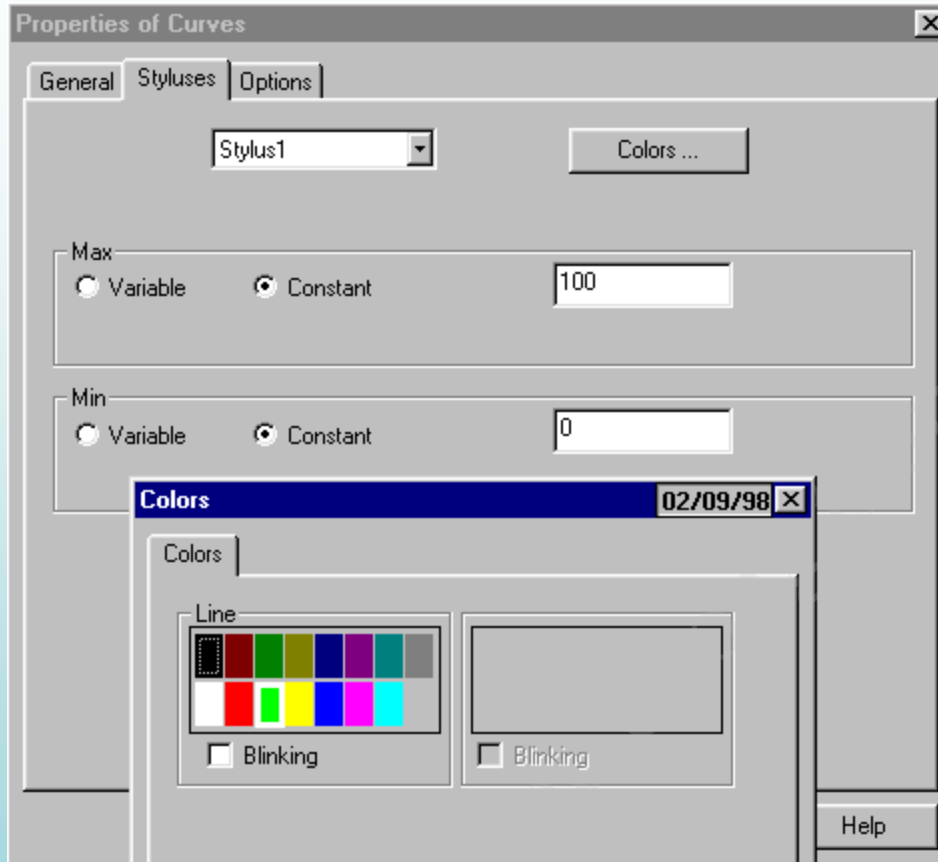 Properties of Curves
General Styluses Options
Stylus1 Colors ...
Max
Variable Constant 100
Min
Variable Constant 0
Colors 02/09/98
Colors
Line
Blinking Blinking
Help